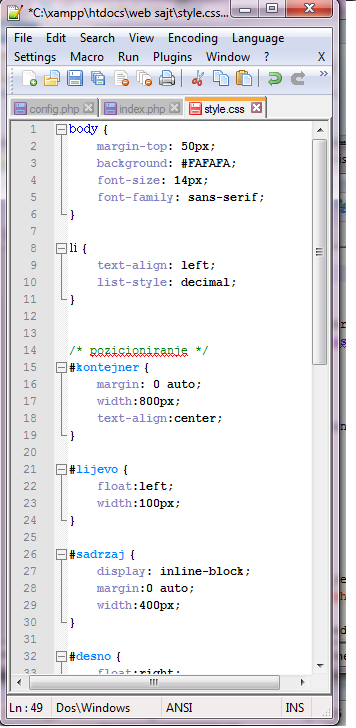 *C:\xampp\htdocs\web sajt\style.css...
File Edit Search View Encoding Language
Settings Macro Run Plugins Window ? X
config.php index.php style.css
1 body {
2 margin-top: 50px;
3 background: #FAFAFA;
4 font-size: 14px;
5 font-family: sans-serif;
6 }
7
8 li {
9 text-align: left;
10 list-style: decimal;
11 }
12
13
14 /* pozicioniranje */
15 #kontejner {
16 margin: 0 auto;
17 width:800px;
18 text-align:center;
19 }
20
21 #lijevo {
22 float:left;
23 width:100px;
24 }
25
26 #sadrzaj {
27 display: inline-block;
28 margin:0 auto;
29 width:400px;
30 }
31
32 #desno {
33 float:right;
Ln : 49 Dos\Windows ANSI INS